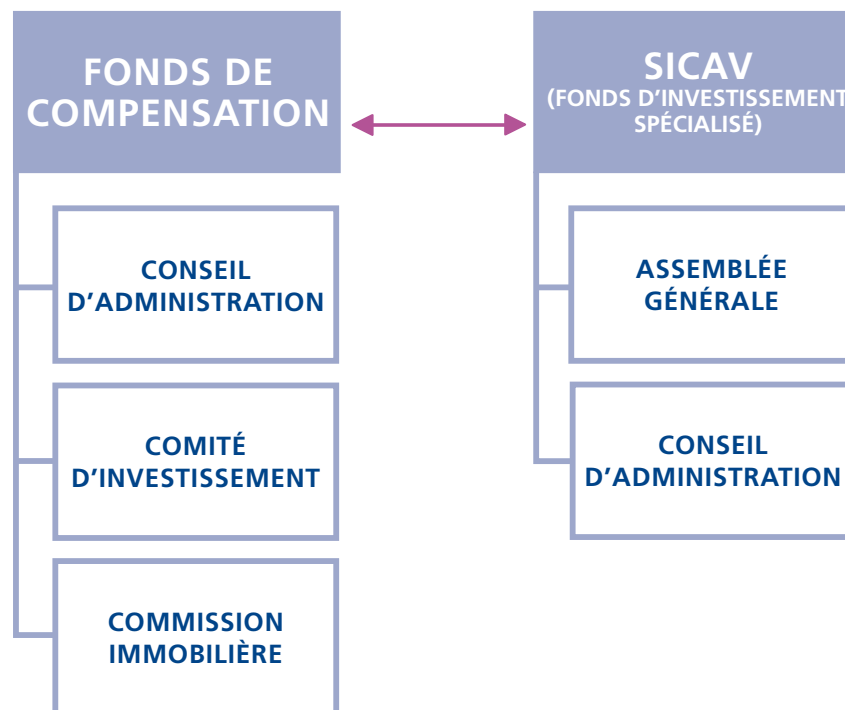 FONDS DE
COMPENSATION
CONSEIL
D’ADMINISTRATION
COMITÉ
D’INVESTISSEMENT
COMMISSION
IMMOBILIÈRE
SICAV
(FONDS D’INVESTISSEMENT
SPÉCIALISÉ)
ASSEMBLÉE
GÉNÉRALE
CONSEIL
D’ADMINISTRATION